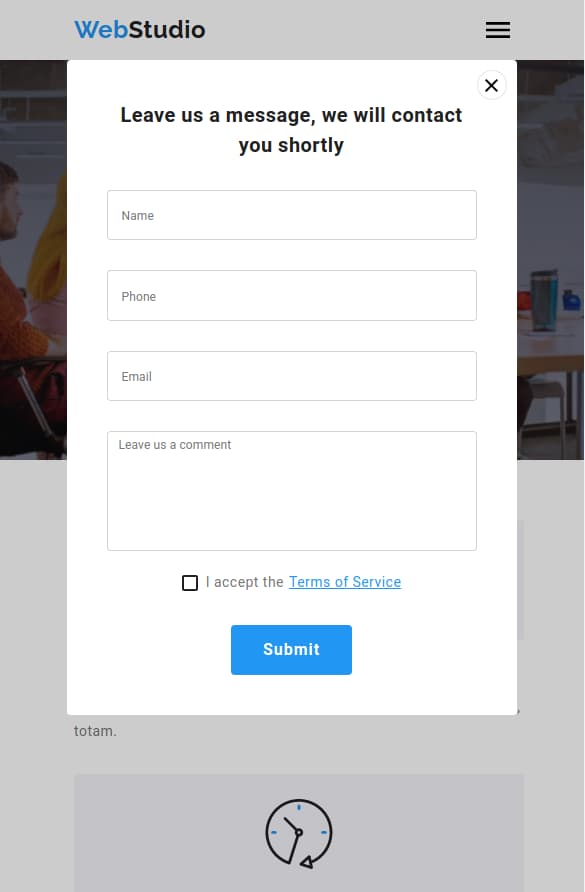 WebStudio
Leave us a message, we will contact
you shortly
Name
Phone
Email
Leave us a comment
I accept the Terms of Service
Submit
totam.